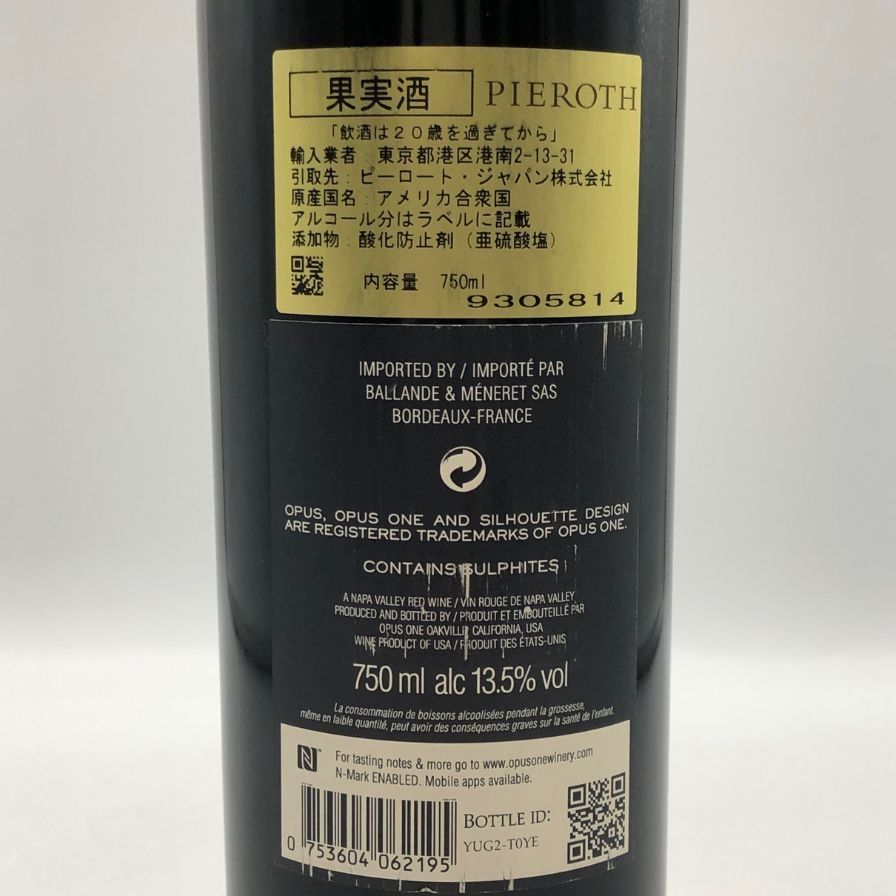 果実酒 PIEROTH
「飲酒は20歳を過ぎてから」
輸入業者:東京都港区港南2-13-31
引取先:ピーロート・ジャパン株式会社
原産国名:アメリカ合衆国
アルコール分はラベルに記載
添加物:酸化防止剤(亜硫酸塩)
内容量 750ml
9305814
IMPORTED BY / IMPORTÉ PAR
BALLANDE & MÉNERET SAS
BORDEAUX-FRANCE
OPUS, OPUS ONE AND SILHOUETTE DESIGN
ARE REGISTERED TRADEMARKS OF OPUS ONE.
CONTAINS SULPHITES
A NAPA VALLEY RED WINE / VIN ROUGE DE NAPA VALLEY
PRODUCED AND BOTTLED BY / PRODUIT ET EMBOUTEILLÉ PAR
OPUS ONE OAKVILLE CALIFORNIA, USA
WINE PRODUCT OF USA / PRODUIT DES ÉTATS-UNIS
750 ml alc 13.5% vol
La consommation de boissons alcoolisées pendant la grossesse,
même en faible quantité, peut avoir des conséquences graves sur la santé de l'enfant.
N™ For tasting notes & more go to www.opusonewinery.com
N-Mark ENABLED. Mobile apps available.
BOTTLE ID:
YUG2-T0YE
0 753604 062195